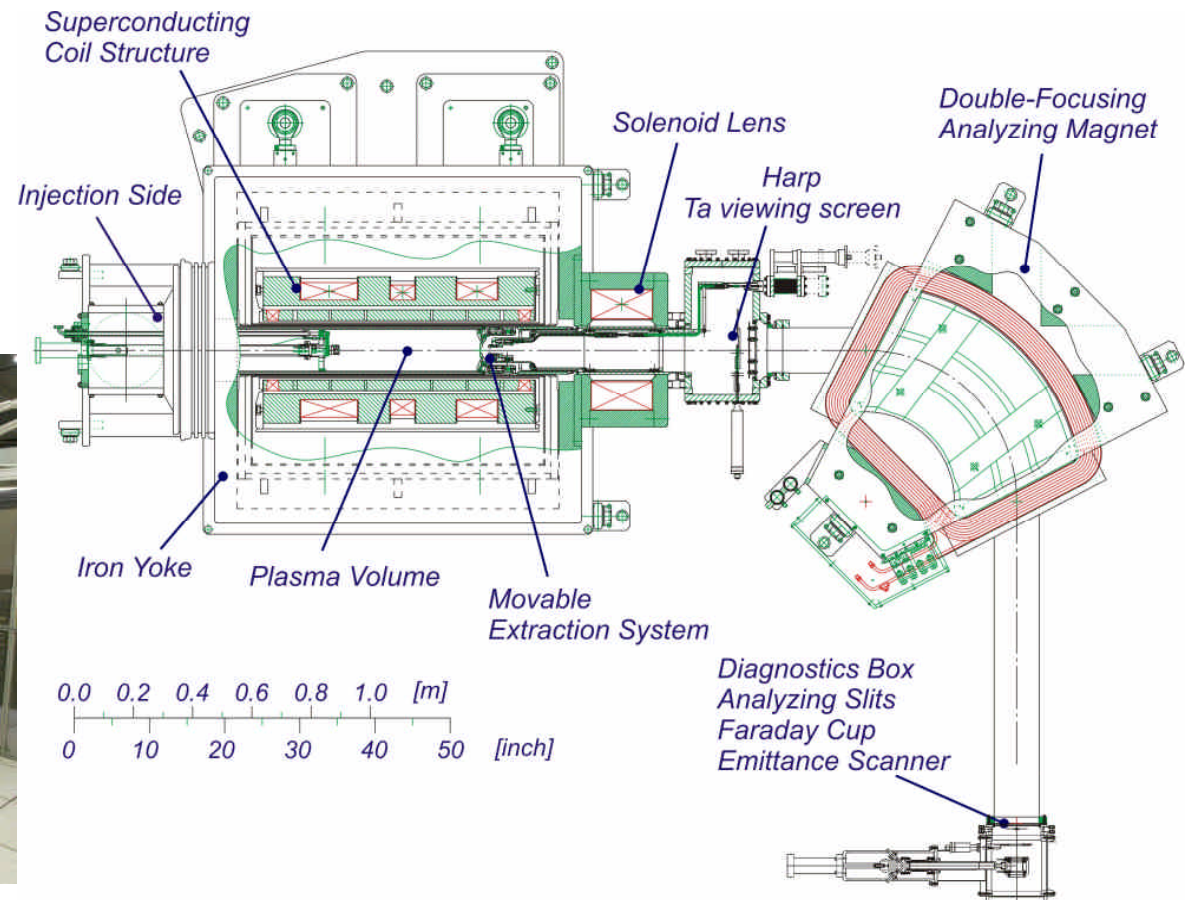 Superconducting
Coil Structure
Double-Focusing
Analyzing Magnet
Solenoid Lens
Harp
Ta viewing screen
Injection Side
Iron Yoke
Plasma Volume
Movable
Extraction System
Diagnostics Box
Analyzing Slits
Faraday Cup
Emittance Scanner
0.0 0.2 0.4 0.6 0.8 1.0 [m]
0 10 20 30 40 50 [inch]